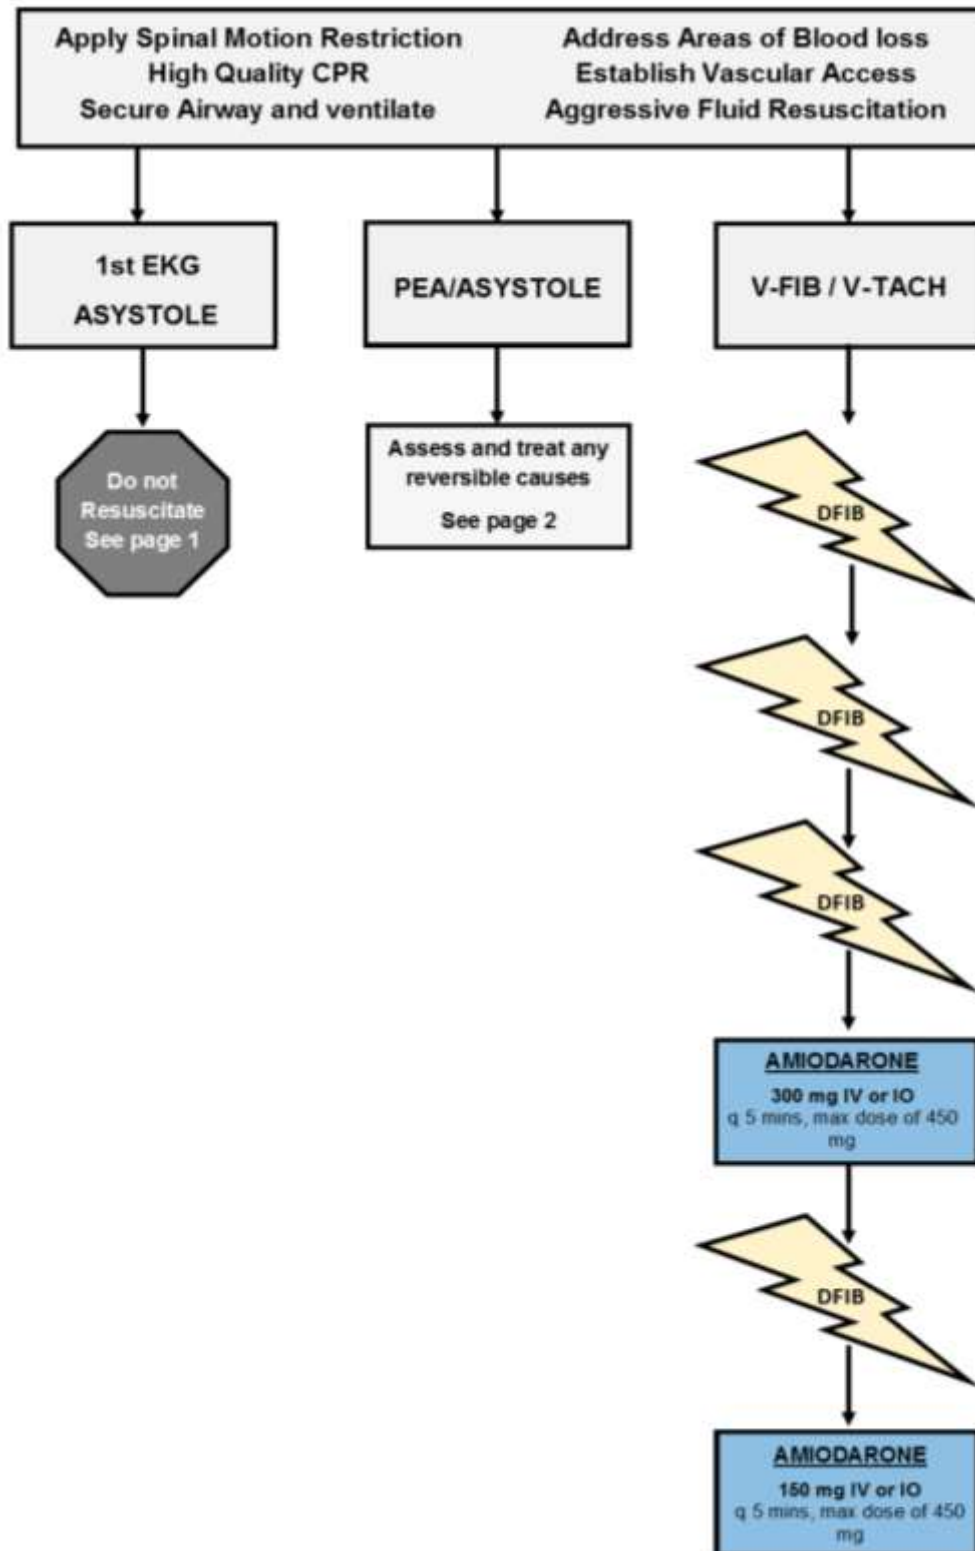 Apply Spinal Motion Restriction
High Quality CPR
Secure Airway and ventilate
Address Areas of Blood loss
Establish Vascular Access
Aggressive Fluid Resuscitation
1st EKG
ASYSTOLE
PEA/ASYSTOLE
V-FIB / V-TACH
Do not
Resuscitate
See page 1
Assess and treat any
reversible causes
See page 2
DFIB
DFIB
DFIB
AMIODARONE
300 mg IV or IO
q 5 mins, max dose of 450
mg
DFIB
AMIODARONE
150 mg IV or IO
q 5 mins, max dose of 450
mg